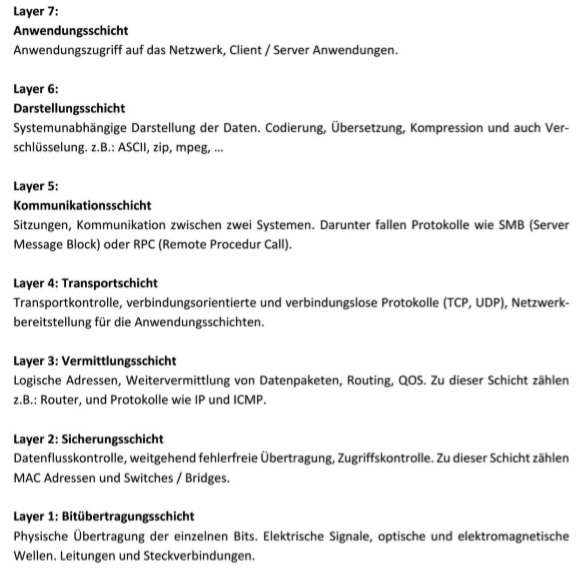 Layer 7:
Anwendungsschicht
Anwendungszugriff auf das Netzwerk, Client / Server Anwendungen.
Layer 6:
Darstellungsschicht
Systemunabhängige Darstellung der Daten. Codierung, Übersetzung, Kompression und auch Ver-
schlüsselung. z.B.: ASCII, zip, mpeg, ...
Layer 5:
Kommunikationsschicht
Sitzungen, Kommunikation zwischen zwei Systemen. Darunter fallen Protokolle wie SMB (Server
Message Block) oder RPC (Remote Procedur Call).
Layer 4: Transportschicht
Transportkontrolle, verbindungsorientierte und verbindungslose Protokolle (TCP, UDP), Netzwerk-
bereitstellung für die Anwendungsschichten.
Layer 3: Vermittlungsschicht
Logische Adressen, Weitervermittlung von Datenpaketen, Routing, QOS. Zu dieser Schicht zählen
z.B.: Router, und Protokolle wie IP und ICMP.
Layer 2: Sicherungsschicht
Datenflusskontrolle, weitgehend fehlerfreie Übertragung, Zugriffskontrolle. Zu dieser Schicht zählen
MAC Adressen und Switches / Bridges.
Layer 1: Bitübertragungsschicht
Physische Übertragung der einzelnen Bits. Elektrische Signale, optische und elektromagnetische
Wellen. Leitungen und Steckverbindungen.